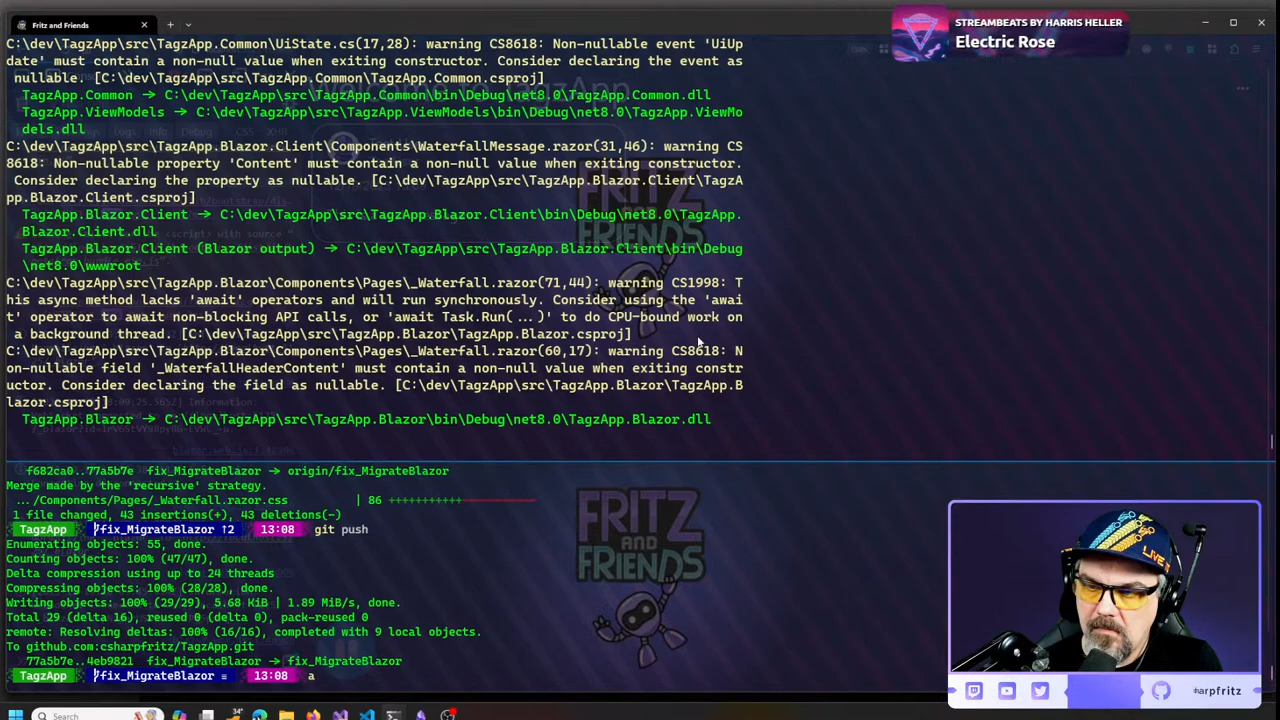 Fritz and Friends
STREAMBEATS BY HARRIS HELLER
Electric Rose
C:\dev\TagzApp\src\TagzApp.Common\UiState.cs(17,28): warning CS8618: Non-nullable event 'UiUp
date' must contain a non-null value when exiting constructor. Consider declaring the event as
nullable. [C:\dev\TagzApp\src\TagzApp.Common\TagzApp.Common.csproj]
TagzApp.Common → C:\dev\TagzApp\src\TagzApp.Common\bin\Debug\net8.0\TagzApp.Common.dll
TagzApp.ViewModels → C:\dev\TagzApp\src\TagzApp.ViewModels\bin\Debug\net8.0\TagzApp.ViewMo
dels.dll
C:\dev\TagzApp\src\TagzApp.Blazor.Client\Components\WaterfallMessage.razor(31,46): warning CS
8618: Non-nullable property 'Content' must contain a non-null value when exiting constructor.
Consider declaring the property as nullable. [C:\dev\TagzApp\src\TagzApp.Blazor.Client\TagzA
pp.Blazor.Client.csproj]
TagzApp.Blazor.Client → C:\dev\TagzApp\src\TagzApp.Blazor.Client\bin\Debug\net8.0\TagzApp.
Blazor.Client.dll
TagzApp.Blazor.Client (Blazor output) → C:\dev\TagzApp\src\TagzApp.Blazor.Client\bin\Debug
\net8.0\wwwroot
C:\dev\TagzApp\src\TagzApp.Blazor\Components\Pages\_Waterfall.razor(71,44): warning CS1998: T
his async method lacks 'await' operators and will run synchronously. Consider using the 'awai
t' operator to await non-blocking API calls, or 'await Task.Run(...)' to do CPU-bound work on
a background thread. [C:\dev\TagzApp\src\TagzApp.Blazor\TagzApp.Blazor.csproj]
C:\dev\TagzApp\src\TagzApp.Blazor\Components\Pages\_Waterfall.razor(60,17): warning CS8618: N
on-nullable field '_WaterfallHeaderContent' must contain a non-null value when exiting constr
uctor. Consider declaring the field as nullable. [C:\dev\TagzApp\src\TagzApp.Blazor\TagzApp.B
lazor.csproj]
TagzApp.Blazor → C:\dev\TagzApp\src\TagzApp.Blazor\bin\Debug\net8.0\TagzApp.Blazor.dll
FRITZ
AND
FRIENDS
f682ca0..77a5b7e fix_MigrateBlazor → origin/fix_MigrateBlazor
Merge made by the 'recursive' strategy.
.../Components/Pages/_Waterfall.razor.css | 86 +++++++++++-----------
1 file changed, 43 insertions(+), 43 deletions(-)
TagzApp fix_MigrateBlazor ↑2 13:08 git push
Enumerating objects: 55, done.
Counting objects: 100% (47/47), done.
Delta compression using up to 24 threads
Compressing objects: 100% (28/28), done.
Writing objects: 100% (29/29), 5.68 KiB | 1.89 MiB/s, done.
Total 29 (delta 16), reused 0 (delta 0), pack-reused 0
remote: Resolving deltas: 100% (16/16), completed with 9 local objects.
To github.com:csharpfritz/TagzApp.git
77a5b7e..4eb9821 fix_MigrateBlazor → fix_MigrateBlazor
TagzApp fix_MigrateBlazor ≡ 13:08 a
FRITZ
AND
FRIENDS
LIVE
Search
34°